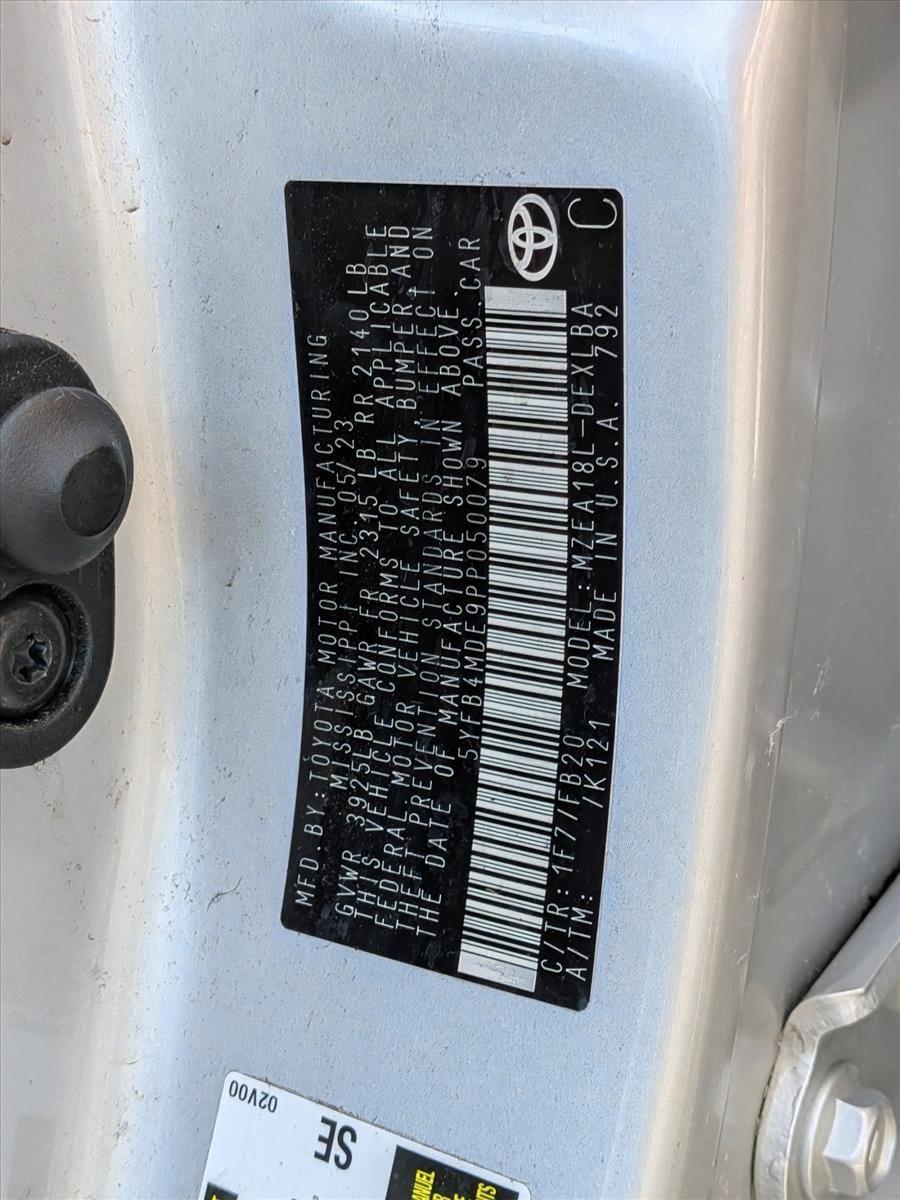 MFD.BY:TOYOTA MOTOR MANUFACTURING
MISSISSIPPI INC.05/23
GVWR 3925LB GAWR FR 2315 LB RR 2140 LB
THIS VEHICLE CONFORMS TO ALL APPLICABLE
FEDERAL MOTOR VEHICLE SAFETY,BUMPER,AND
THEFT PREVENTION STANDARDS IN EFFECT ON
THE DATE OF MANUFACTURE SHOWN ABOVE.
5YFB4MDE9PP050079 PASS.CAR
C/TR:1F7/FB20 MODEL:MZEA18L-DEXLBA
A/TM: /K121 MADE IN U.S.A.792
C
02V00
SE